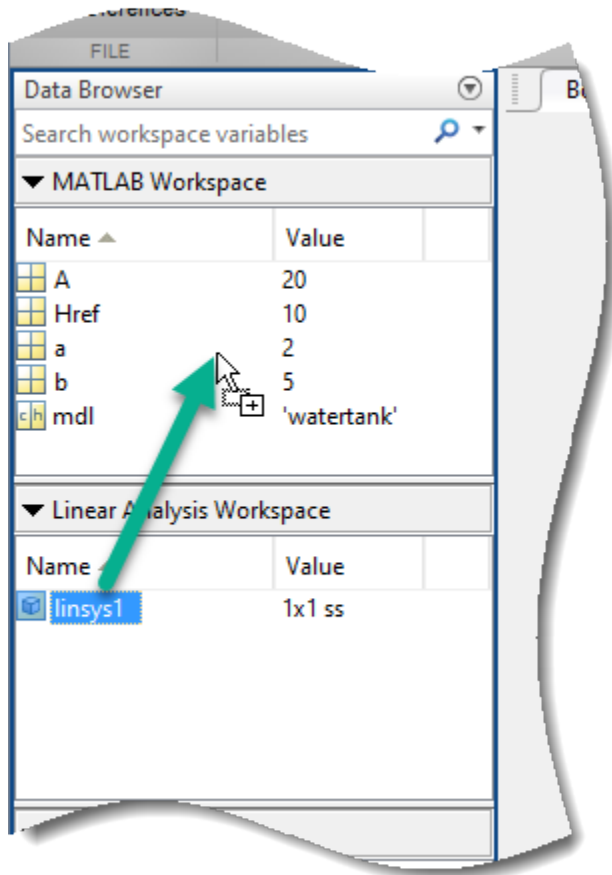 FILE
Data Browser
Search workspace variables
MATLAB Workspace
Name Value
A 20
Href 10
a 2
b 5
ch mdl 'watertank'
Linear Analysis Workspace
Name Value
linsys1 1x1 ss